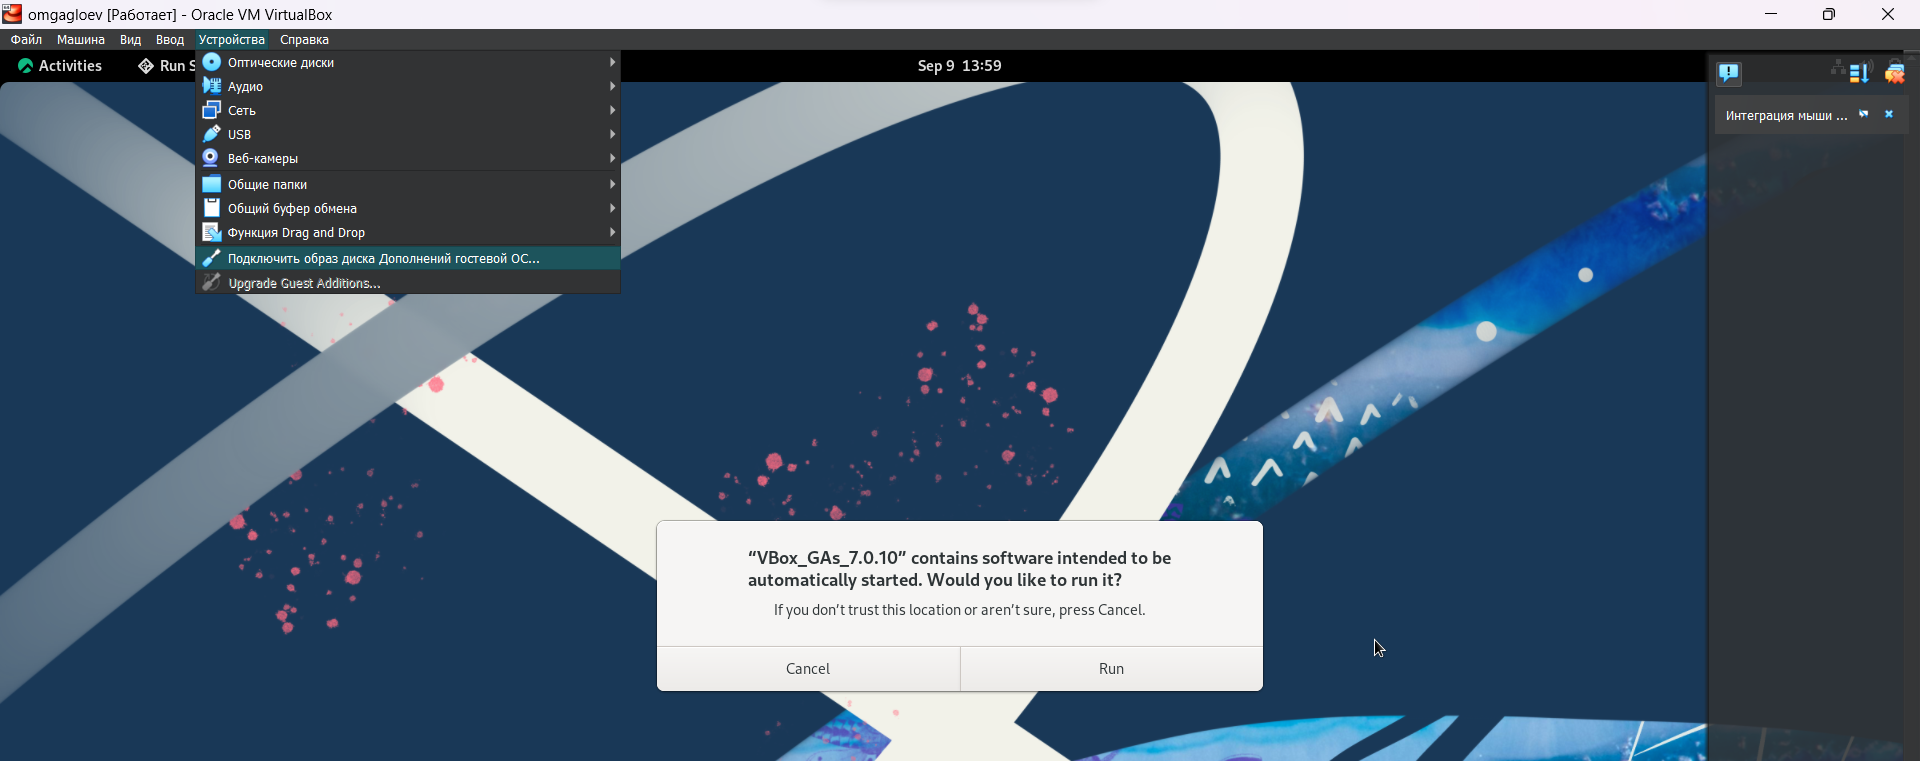 omgagloev [Работает] - Oracle VM VirtualBox
Файл Машина Вид Ввод Устройства Справка
Activities Run S Sep 9 13:59
Оптические диски
Аудио
Сеть
USB
Веб-камеры
Общие папки
Общий буфер обмена
Функция Drag and Drop
Подключить образ диска Дополнений гостевой ОС...
Upgrade Guest Additions...
Интеграция мыши ...
“VBox_GAs_7.0.10” contains software intended to be
automatically started. Would you like to run it?
If you don’t trust this location or aren’t sure, press Cancel.
Cancel Run